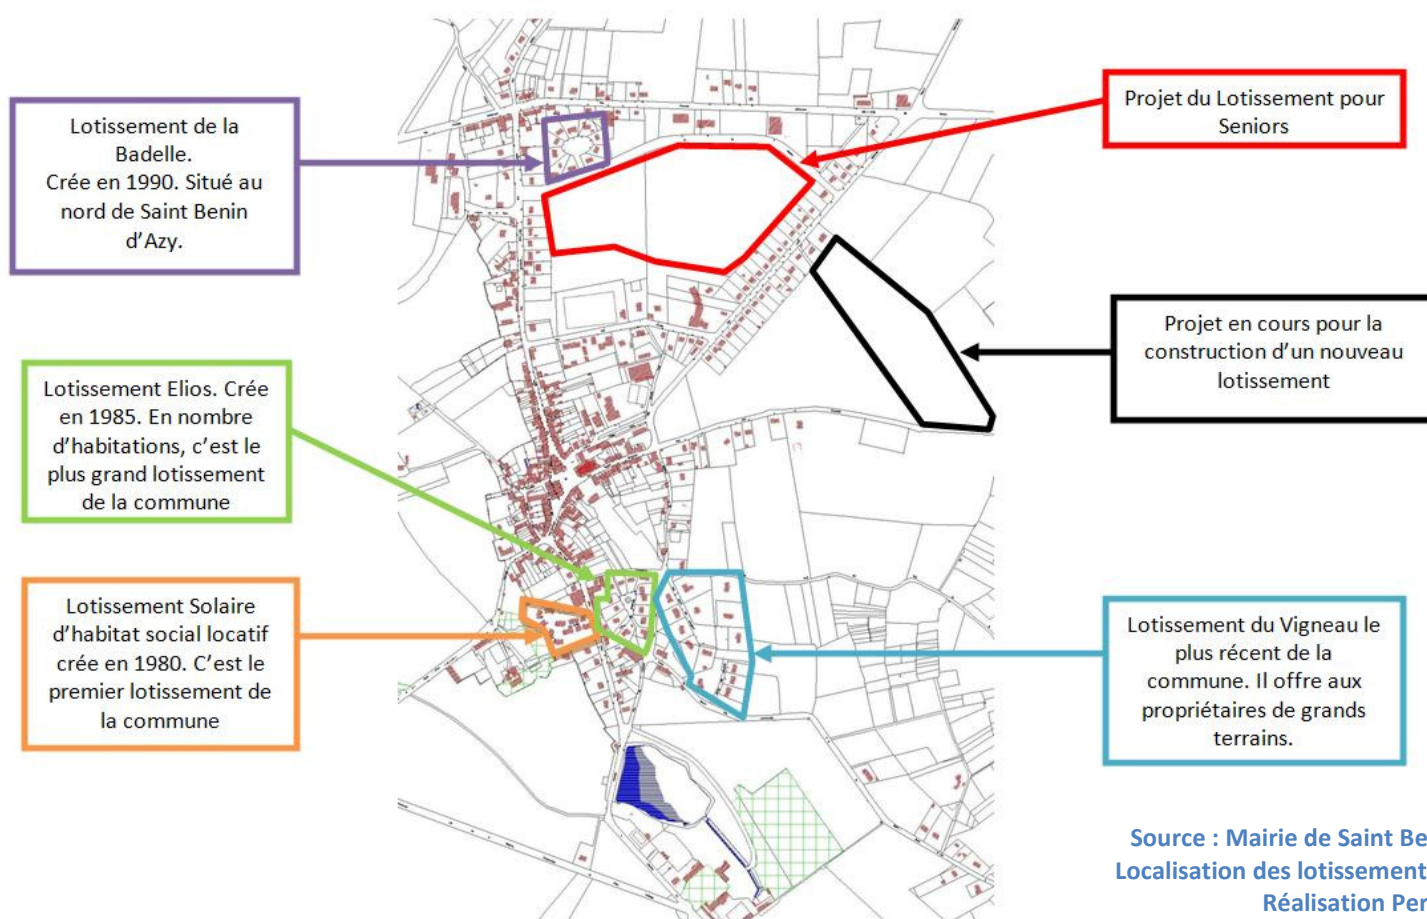 Lotissement de la
Badelle.
Crée en 1990. Situé au
nord de Saint Benin
d'Azy.
Projet du Lotissement pour
Seniors
Projet en cours pour la
construction d'un nouveau
lotissement
Lotissement Elios. Crée
en 1985. En nombre
d'habitations, c'est le
plus grand lotissement
de la commune
Lotissement Solaire
d'habitat social locatif
crée en 1980. C'est le
premier lotissement de
la commune
Lotissement du Vigneau le
plus récent de la
commune. Il offre aux
propriétaires de grands
terrains.
Source : Mairie de Saint Be
Localisation des lotissement
Réalisation Per